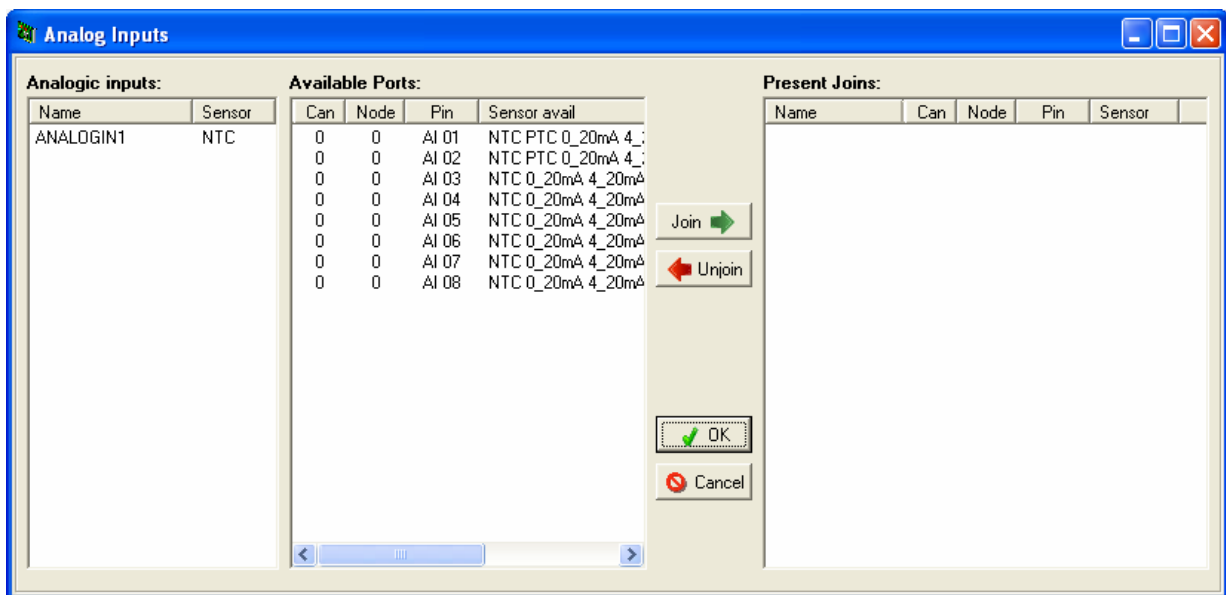 Analog Inputs
Analogic inputs: Available Ports: Present Joins:
Name Sensor Can Node Pin Sensor avail Name Can Node Pin Sensor
ANALOGIN1 NTC 0 0 AI 01 NTC PTC 0_20mA 4_
0 0 AI 02 NTC PTC 0_20mA 4_
0 0 AI 03 NTC 0_20mA 4_20mA
0 0 AI 04 NTC 0_20mA 4_20mA
0 0 AI 05 NTC 0_20mA 4_20mA
0 0 AI 06 NTC 0_20mA 4_20mA
0 0 AI 07 NTC 0_20mA 4_20mA
0 0 AI 08 NTC 0_20mA 4_20mA
Join
Unjoin
OK
Cancel